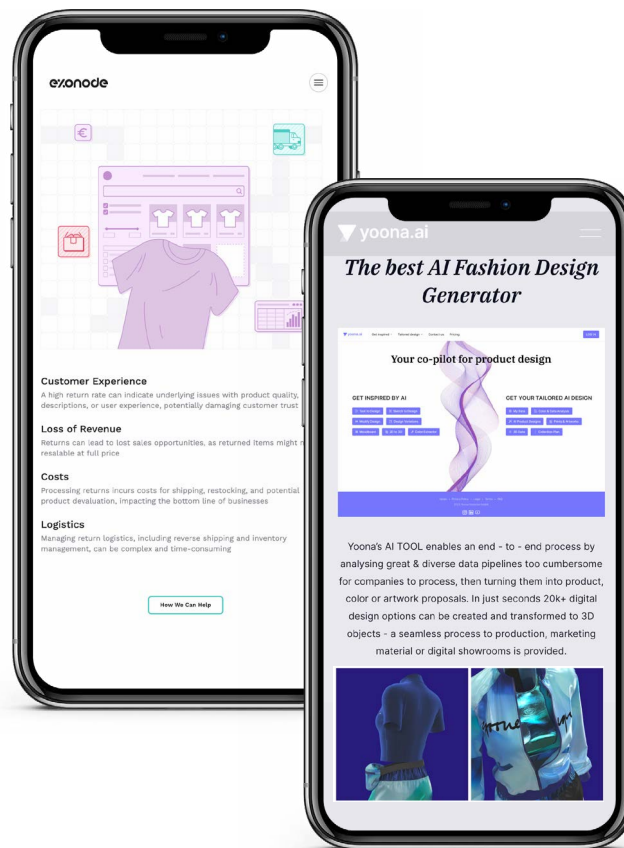 exonode
€
Customer Experience
A high return rate can indicate underlying issues with product quality,
descriptions, or user experience, potentially damaging customer trust
Loss of Revenue
Returns can lead to lost sales opportunities, as returned items might
resalable at full price
Costs
Processing returns incurs costs for shipping, restocking, and potential
product devaluation, impacting the bottom line of businesses
Logistics
Managing return logistics, including reverse shipping and inventory
management, can be complex and time-consuming
How We Can Help
yoona.ai
The best AI Fashion Design
Generator
yoona.ai
Contact us Pricing
Your co-pilot for product design
GET INSPIRED BY AI
GET YOUR TAILORED AI DESIGN
Yoona's AI TOOL enables an end - to - end process by
analysing great & diverse data pipelines too cumbersome
for companies to process, then turning them into product,
color or artwork proposals. In just seconds 20k+ digital
design options can be created and transformed to 3D
objects - a seamless process to production, marketing
material or digital showrooms is provided.